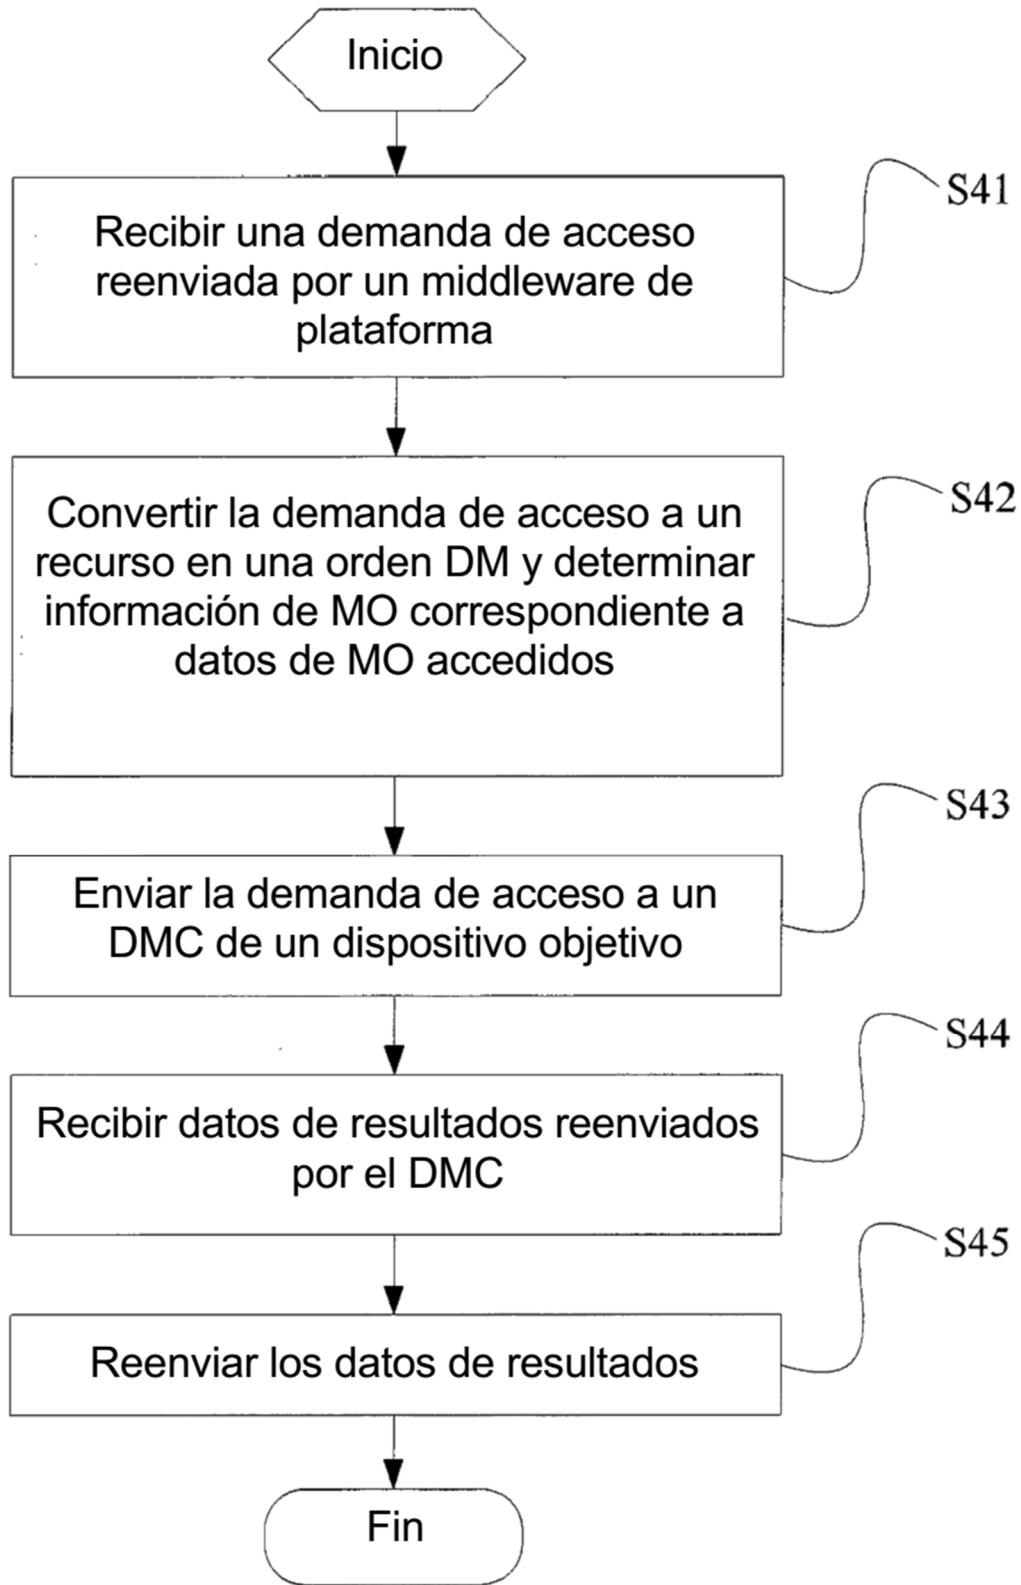 Inicio
Recibir una demanda de acceso
reenviada por un middleware de
plataforma
S41
Convertir la demanda de acceso a un
recurso en una orden DM y determinar
información de MO correspondiente a
datos de MO accedidos
S42
Enviar la demanda de acceso a un
DMC de un dispositivo objetivo
S43
Recibir datos de resultados reenviados
por el DMC
S44
Reenviar los datos de resultados
S45
Fin